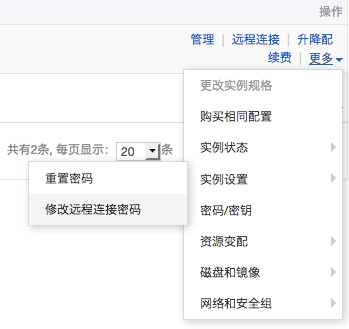 操作
管理 | 远程连接 | 升降配
续费 | 更多
更改实例规格
购买相同配置
实例状态
实例设置
密码/密钥
资源变配
磁盘和镜像
网络和安全组
共有2条, 每页显示: 20 条
重置密码
修改远程连接密码